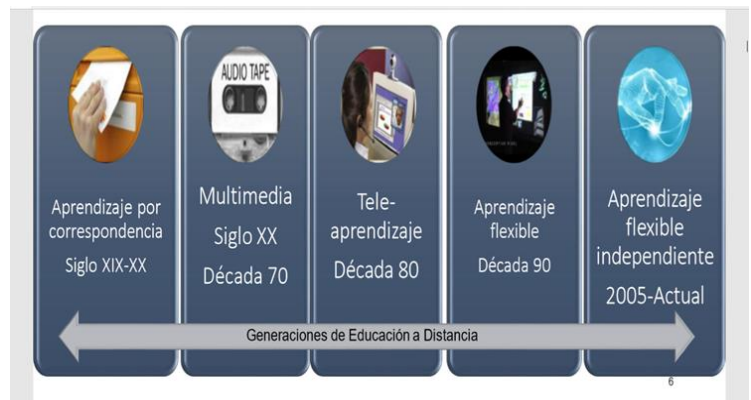 Aprendizaje por
correspondencia
Siglo XIX-XX
AUDIO TAPE
Multimedia
Siglo XX
Década 70
Tele-
aprendizaje
Década 80
Aprendizaje
flexible
Década 90
Aprendizaje
flexible
independiente
2005-Actual
Generaciones de Educación a Distancia
6